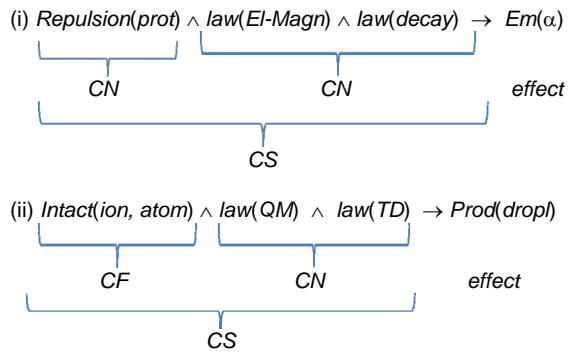 (i) Repulsion(prot) ∧ law(El-Magn) ∧ law(decay) → Em(α)
CN CN effect
CS
(ii) Intact(ion, atom) ∧ law(QM) ∧ law(TD) → Prod(dropl)
CF CN effect
CS